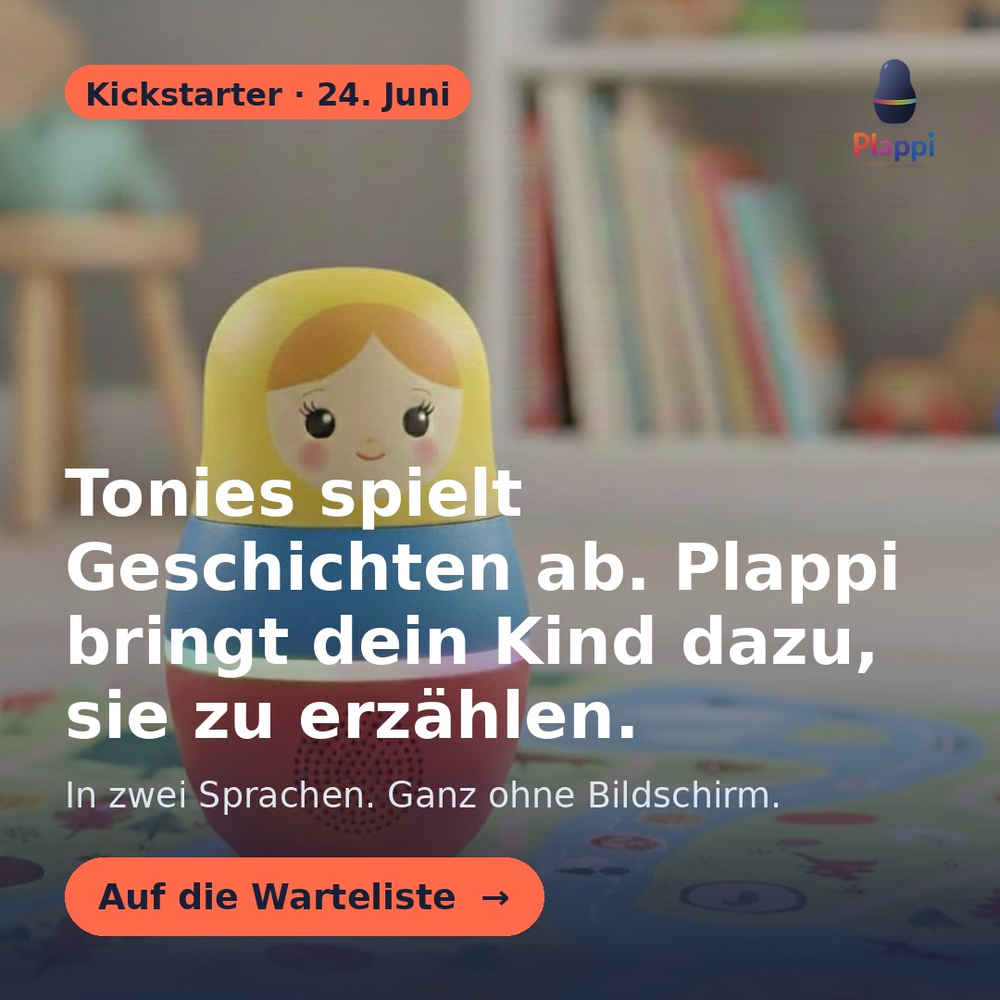 Kickstarter · 24. Juni
Plappi
Tonies spielt
Geschichten ab. Plappi
bringt dein Kind dazu,
sie zu erzählen.
In zwei Sprachen. Ganz ohne Bildschirm.
Auf die Warteliste →